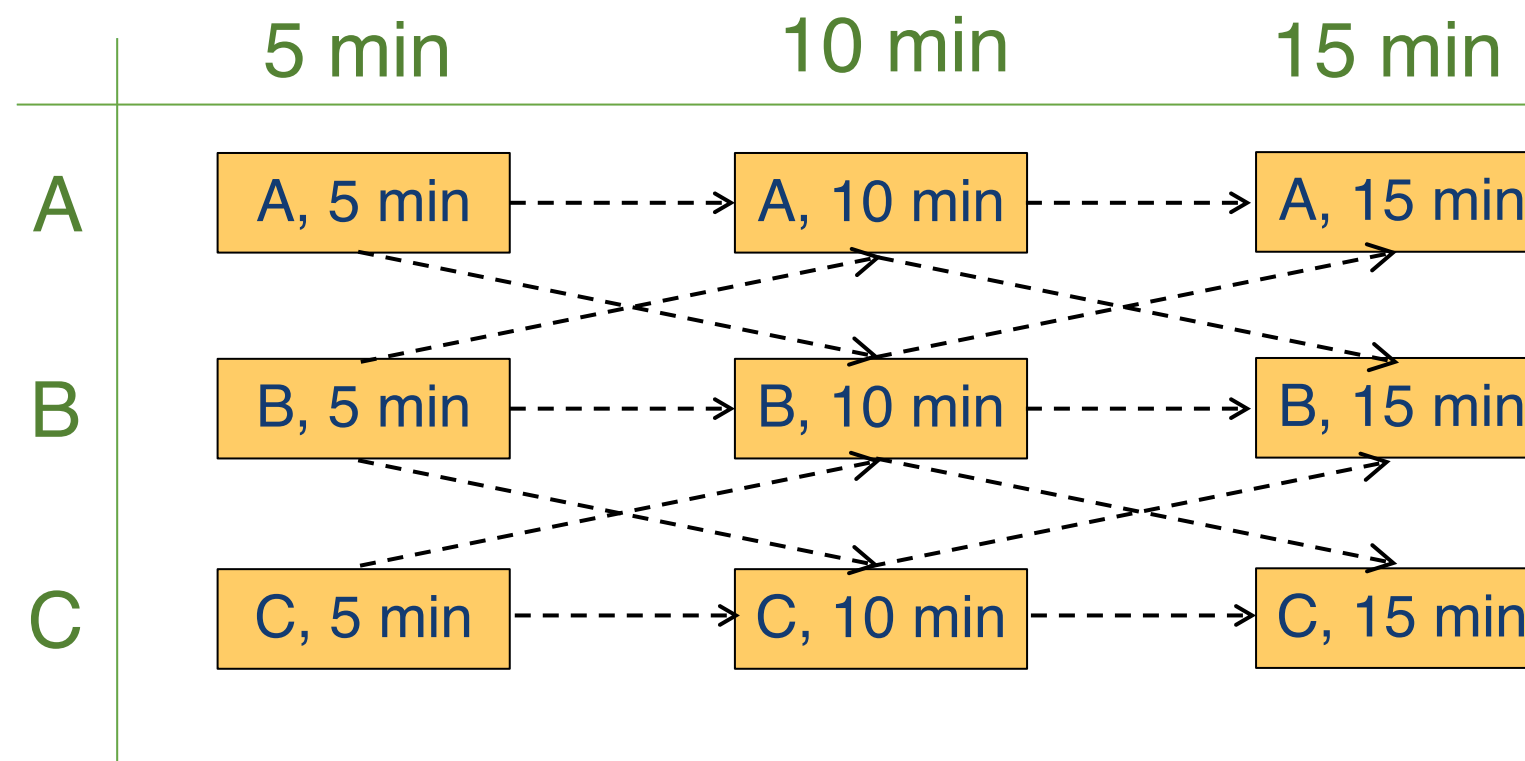 5 min 10 min 15 min
A A, 5 min A, 10 min A, 15 min
B B, 5 min B, 10 min B, 15 min
C C, 5 min C, 10 min C, 15 min